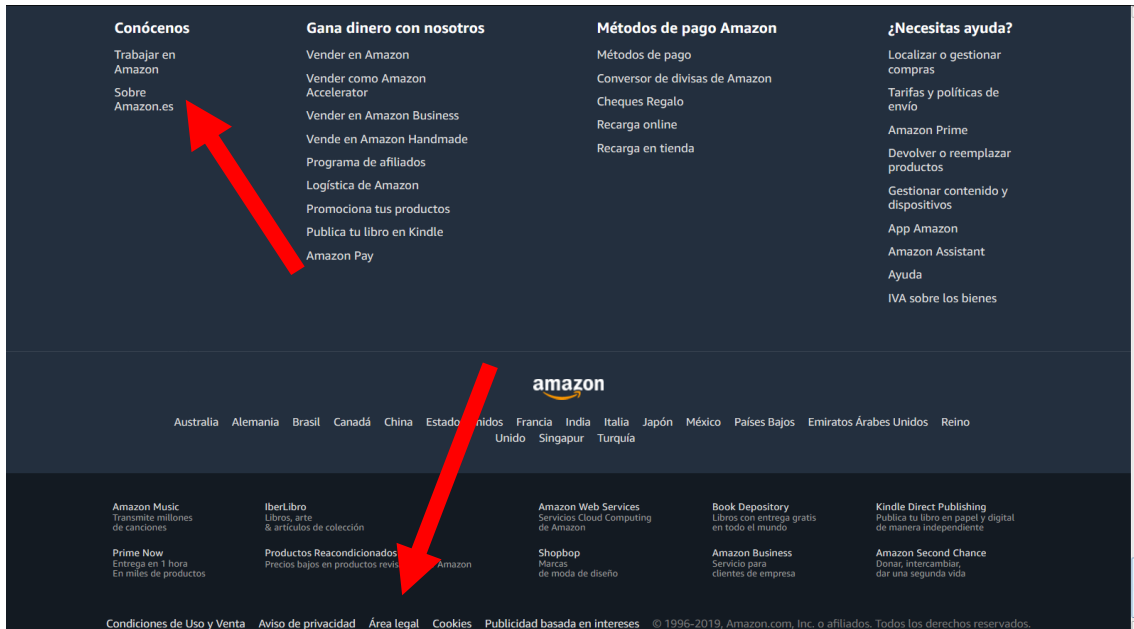 Conócenos
Trabajar en
Amazon
Sobre
Amazon.es
Gana dinero con nosotros
Vender en Amazon
Vender como Amazon
Accelerator
Vender en Amazon Business
Vende en Amazon Handmade
Programa de afiliados
Logística de Amazon
Promociona tus productos
Publica tu libro en Kindle
Amazon Pay
Métodos de pago Amazon
Métodos de pago
Conversor de divisas de Amazon
Cheques Regalo
Recarga online
Recarga en tienda
¿Necesitas ayuda?
Localizar o gestionar
compras
Tarifas y políticas de
envío
Amazon Prime
Devolver o reemplazar
productos
Gestionar contenido y
dispositivos
App Amazon
Amazon Assistant
Ayuda
IVA sobre los bienes
amazon
Australia Alemania Brasil Canadá China Estado nidos Francia India Italia Japón México Países Bajos Emiratos Árabes Unidos Reino
Unido Singapur Turquía
Amazon Music
Transmite millones
de canciones
IberLibro
Libros, arte
& artículos de colección
Amazon Web Services
Servicios Cloud Computing
de Amazon
Book Depository
Libros con entrega gratis
en todo el mundo
Kindle Direct Publishing
Publica tu libro en papel y digital
de manera independiente
Prime Now
Entrega en 1 hora
En miles de productos
Productos Reacondicionados
Precios bajos en productos revis Amazon
Shopbop
Marcas
de moda de diseño
Amazon Business
Servicio para
clientes de empresa
Amazon Second Chance
Donar, intercambiar,
dar una segunda vida
Condiciones de Uso y Venta Aviso de privacidad Área legal Cookies Publicidad basada en intereses © 1996-2019, Amazon.com, Inc. o afiliados. Todos los derechos reservados.